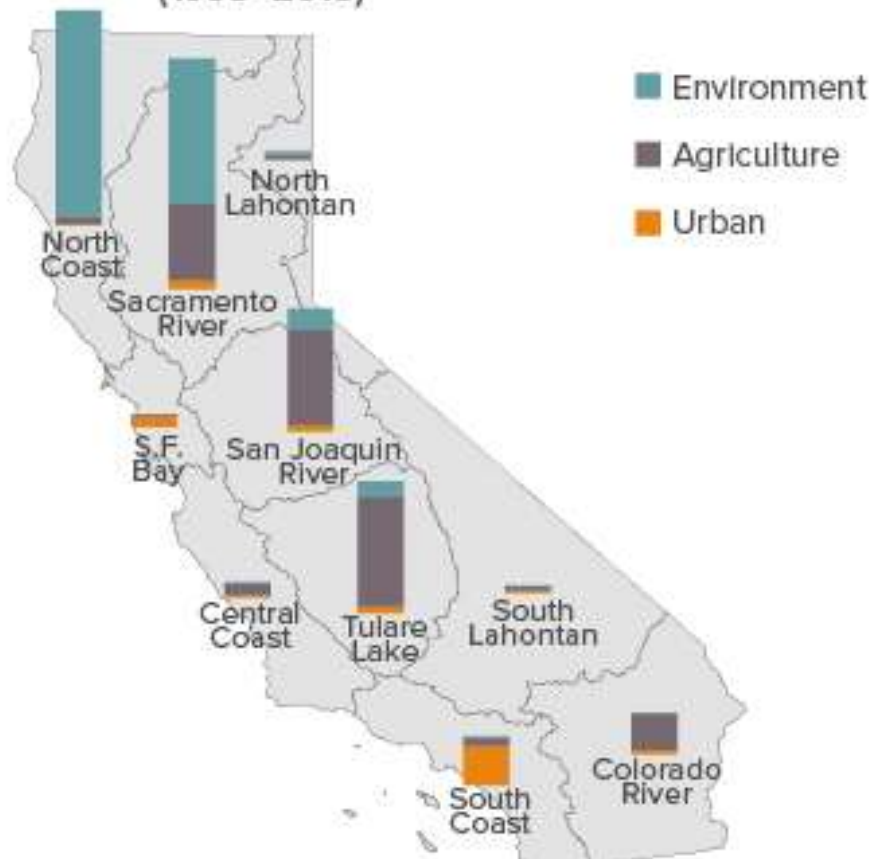 Environment
Agriculture
Urban
North
Lahontan
North
Coast
Sacramento
River
S.F.
Bay
San Joaquin
River
Central
Coast
Tulare
Lake
South
Lahontan
South
Coast
Colorado
River